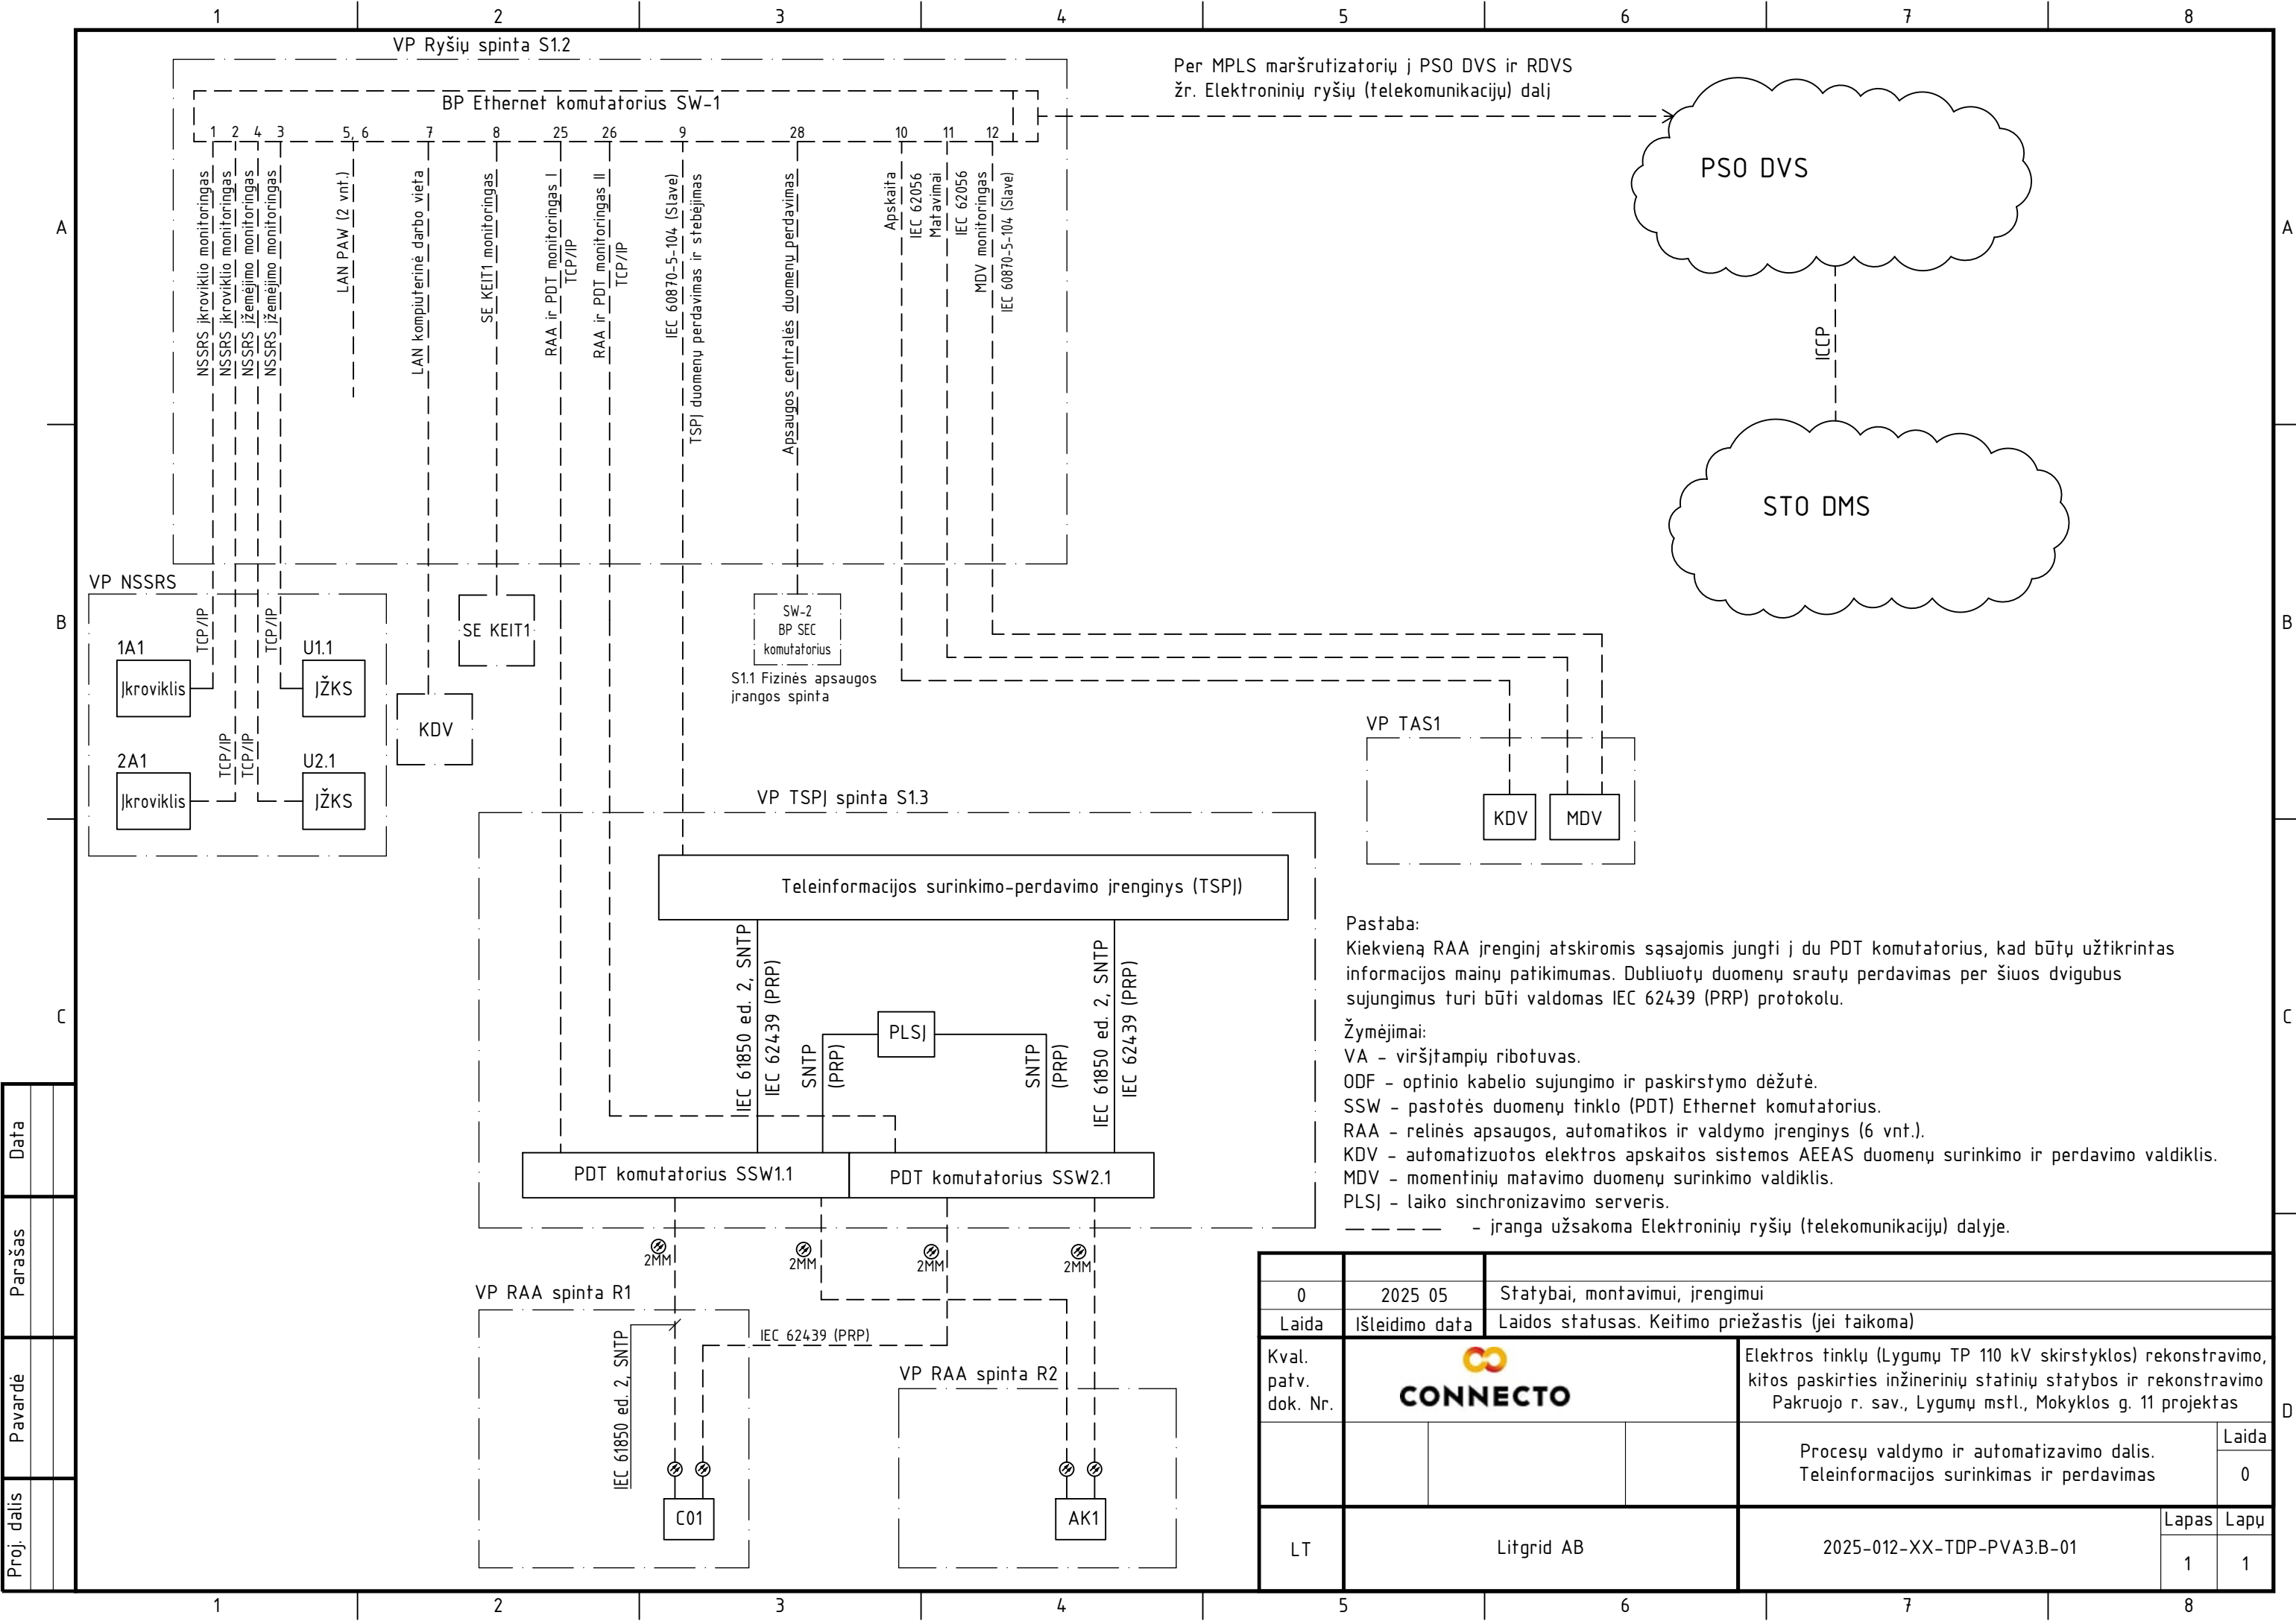 1 2 3 4 5 6 7 8
VP Ryšių spinta S1.2
BP Ethernet komutatorius SW-1
1 2 4 3 5, 6 7 8 25 26 9 28 10 11 12
NSSRS įkroviklio monitoringas
NSSRS įkroviklio monitoringas
NSSRS įžemėjimo monitoringas
NSSRS įžemėjimo monitoringas
LAN PAW (2 vnt.)
LAN kompiuterinė darbo vieta
SE KEIT1 monitoringas
RAA ir PDT monitoringas I
TCP/IP
RAA ir PDT monitoringas II
TCP/IP
IEC 60870-5-104 (Slave)
TSPĮ duomenų perdavimas ir stebėjimas
Apsaugos centralės duomenų perdavimas
Apskaita
IEC 62056
Matavimai
IEC 62056
MDV monitoringas
IEC 60870-5-104 (Slave)
Per MPLS maršrutizatorių į PSO DVS ir RDVS
žr. Elektroninių ryšių (telekomunikacijų) dalį
PSO DVS
ICCP
STO DMS
A
A
B
B
C
C
D
VP NSSRS
TCP/IP
TCP/IP
1A1
Įkroviklis
U1.1
ĮŽKS
TCP/IP
TCP/IP
2A1
Įkroviklis
U2.1
ĮŽKS
KDV
SE KEIT1
SW-2
BP SEC
komutatorius
S1.1 Fizinės apsaugos
įrangos spinta
VP TAS1
KDV
MDV
VP TSPĮ spinta S1.3
Teleinformacijos surinkimo-perdavimo įrenginys (TSPĮ)
IEC 61850 ed. 2, SNTP
IEC 62439 (PRP)
SNTP
(PRP)
PLSĮ
SNTP
(PRP)
IEC 61850 ed. 2, SNTP
IEC 62439 (PRP)
PDT komutatorius SSW1.1
PDT komutatorius SSW2.1
2MM
2MM
2MM
2MM
VP RAA spinta R1
IEC 61850 ed. 2, SNTP
IEC 62439 (PRP)
C01
VP RAA spinta R2
AK1
Pastaba:
Kiekvieną RAA įrenginį atskiromis sąsajomis jungti į du PDT komutatorius, kad būtų užtikrintas
informacijos mainų patikimumas. Dubliuotų duomenų srautų perdavimas per šiuos dvigubus
sujungimus turi būti valdomas IEC 62439 (PRP) protokolu.
Žymėjimai:
VA - viršįtampių ribotuvas.
ODF - optinio kabelio sujungimo ir paskirstymo dėžutė.
SSW - pastotės duomenų tinklo (PDT) Ethernet komutatorius.
RAA - relinės apsaugos, automatikos ir valdymo įrenginys (6 vnt.).
KDV - automatizuotos elektros apskaitos sistemos AEEAS duomenų surinkimo ir perdavimo valdiklis.
MDV - momentinių matavimo duomenų surinkimo valdiklis.
PLSĮ - laiko sinchronizavimo serveris.
- įranga užsakoma Elektroninių ryšių (telekomunikacijų) dalyje.
Data
Parašas
Pavardė
Proj. dalis
0 2025 05 Statybai, montavimui, įrengimui
Laida Išleidimo data Laidos statusas. Keitimo priežastis (jei taikoma)
Kval.
patv.
dok. Nr.
CONNECTO
Elektros tinklų (Lygumų TP 110 kV skirstyklos) rekonstravimo,
kitos paskirties inžinerinių statinių statybos ir rekonstravimo
Pakruojo r. sav., Lygumų mstl., Mokyklos g. 11 projektas
Procesų valdymo ir automatizavimo dalis.
Teleinformacijos surinkimas ir perdavimas
Laida
0
LT
Litgrid AB
2025-012-XX-TDP-PVA3.B-01
Lapas Lapų
1 1
1 2 3 4 5 6 7 8